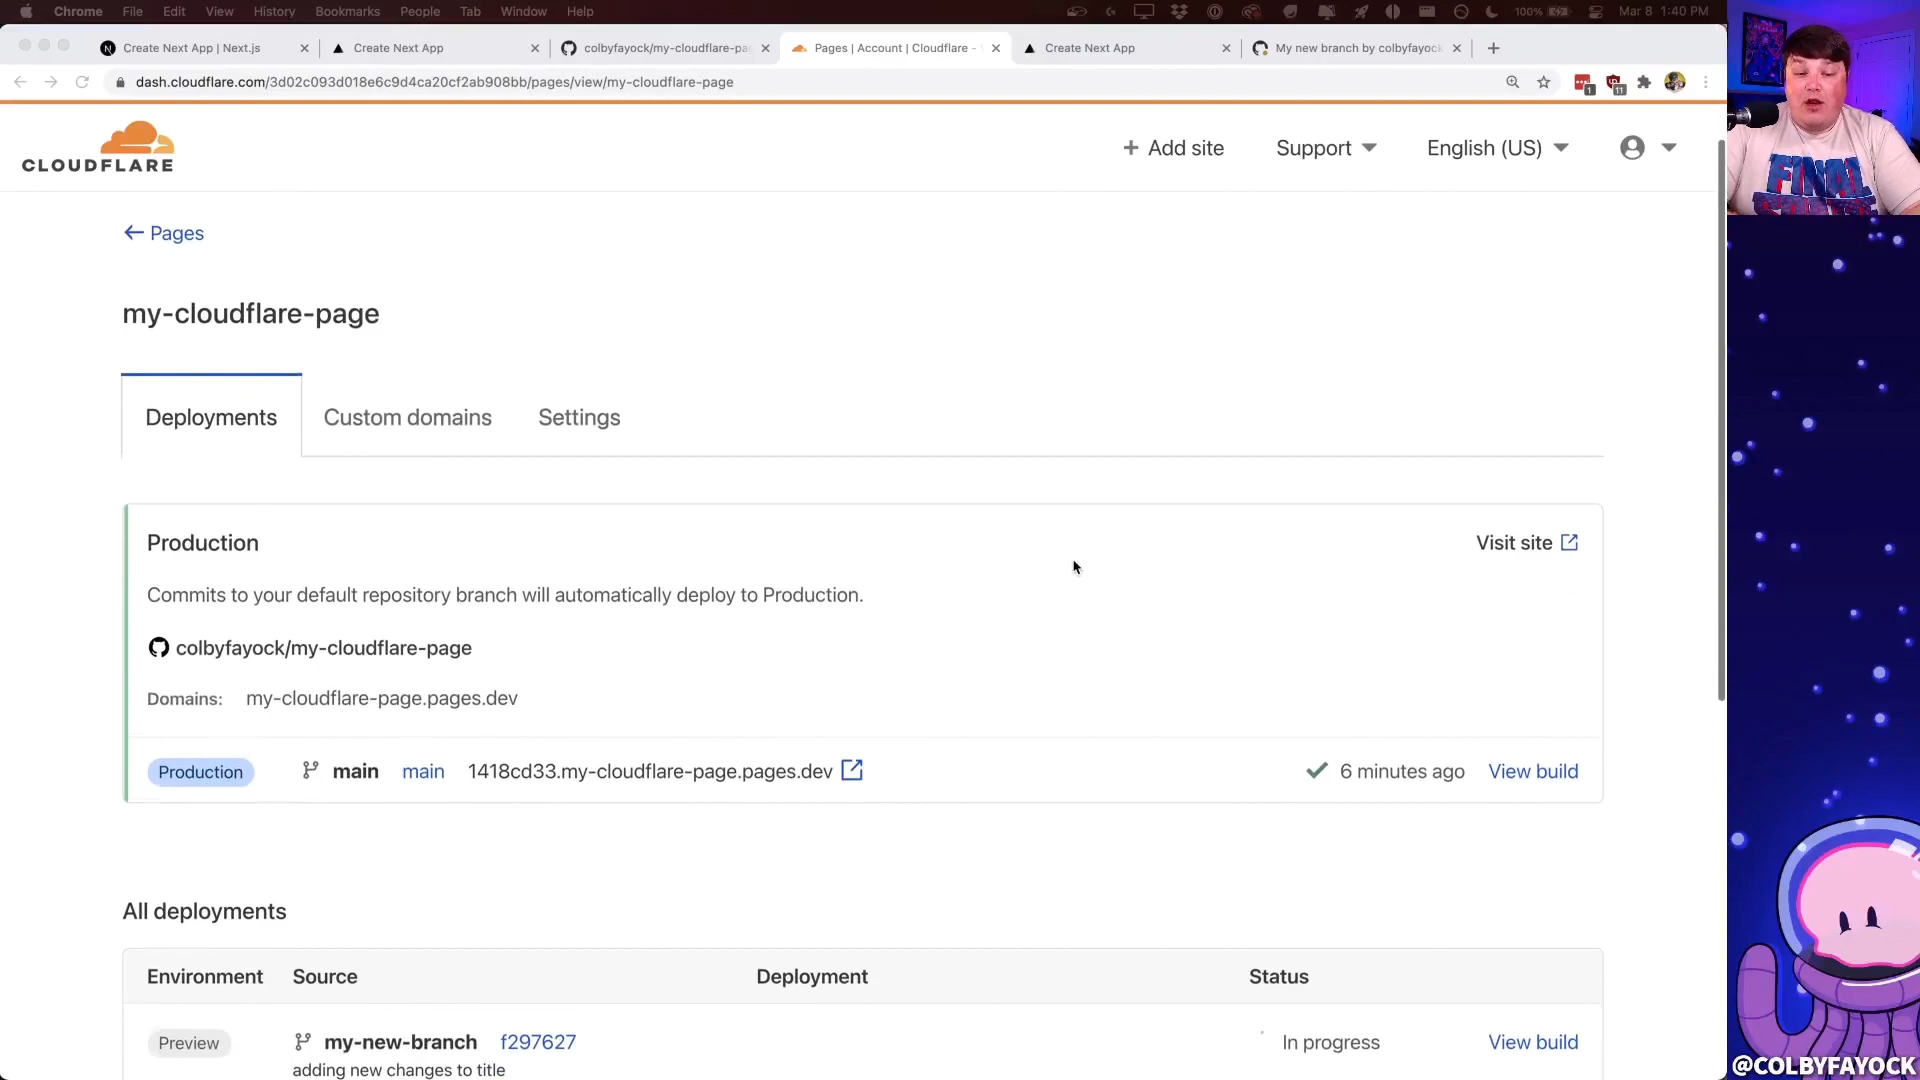 Chrome File Edit View History Bookmarks People Tab Window Help 100% Mar 8 1:40 PM
Create Next App | Next.js Create Next App colbyfayock/my-cloudflare-pag Pages | Account | Cloudflare - Create Next App My new branch by colbyfayock
dash.cloudflare.com/3d02c093d018e6c9d4ca20cf2ab908bb/pages/view/my-cloudflare-page 1 11
CLOUDFLARE
+ Add site Support English (US)
← Pages
my-cloudflare-page
Deployments Custom domains Settings
Production Visit site
Commits to your default repository branch will automatically deploy to Production.
colbyfayock/my-cloudflare-page
Domains: my-cloudflare-page.pages.dev
Production main main 1418cd33.my-cloudflare-page.pages.dev 6 minutes ago View build
All deployments
Environment Source Deployment Status
Preview my-new-branch f297627 In progress View build
adding new changes to title
FINAL
@COLBYFAYOCK